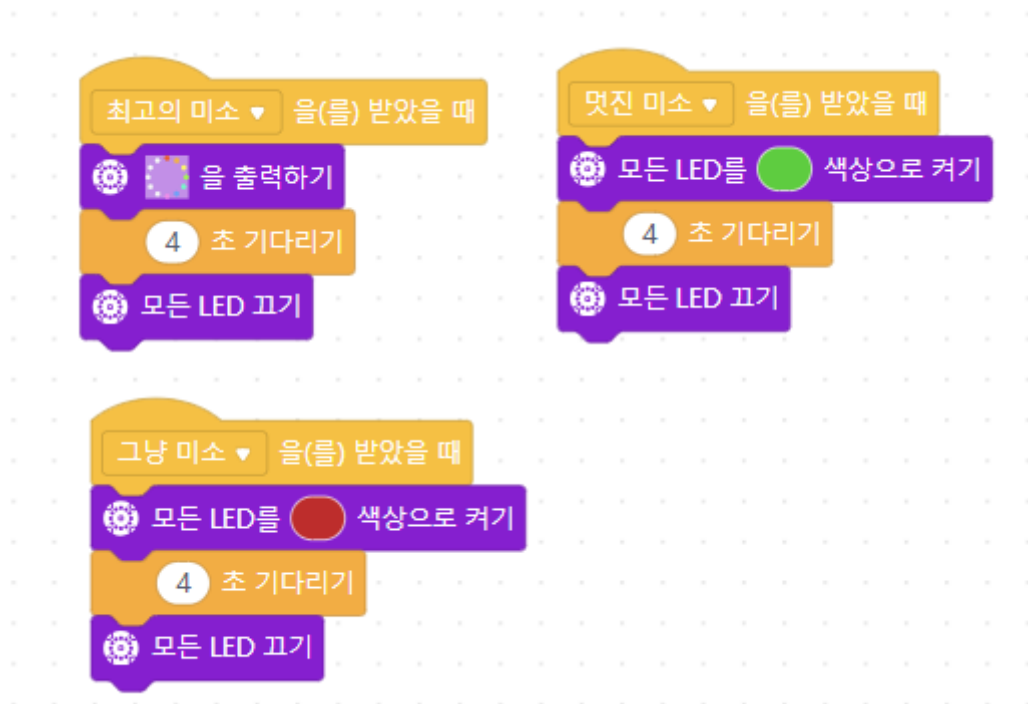 최고의 미소 ▼ 을(를) 받았을 때
을 출력하기
4 초 기다리기
모든 LED 끄기
멋진 미소 ▼ 을(를) 받았을 때
모든 LED를 색상으로 켜기
4 초 기다리기
모든 LED 끄기
그냥 미소 ▼ 을(를) 받았을 때
모든 LED를 색상으로 켜기
4 초 기다리기
모든 LED 끄기